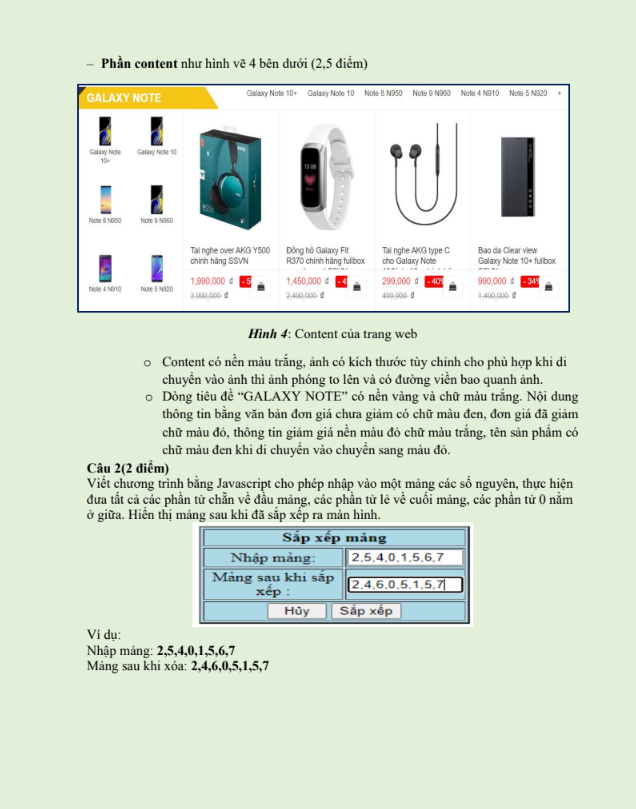 – Phần content như hình vẽ 4 bên dưới (2,5 điểm)
GALAXY NOTE
Galaxy Note 10+ Galaxy Note 10 Note 8 N950 Note 9 N960 Note 4 N910 Note 5 N920
Galaxy Note 10+
Galaxy Note 10
Note 8 N950
Note 9 N960
Note 4 N910
Note 5 N920
Tai nghe over AKG Y500
chính hãng SSVN
1,990,000 đ - 5
3,990,000 đ
Đồng hồ Galaxy Fit
R370 chính hãng fullbox
1,450,000 đ - 4
2,490,000 đ
Tai nghe AKG type C
cho Galaxy Note
299,000 đ - 40%
499,000 đ
Bao da Clear view
Galaxy Note 10+ fullbox
990,000 đ - 34%
1,490,000 đ
Hình 4: Content của trang web
o Content có nền màu trắng, ảnh có kích thước tùy chỉnh cho phù hợp khi di
chuyển vào ảnh thì ảnh phóng to lên và có đường viền bao quanh ảnh.
o Dòng tiêu đề “GALAXY NOTE” có nền vàng và chữ màu trắng. Nội dung
thông tin bằng văn bản đơn giá chưa giảm có chữ màu đen, đơn giá đã giảm
chữ màu đỏ, thông tin giảm giá nền màu đỏ chữ màu trắng, tên sản phẩm có
chữ màu đen khi di chuyển vào chuyển sang màu đỏ.
Câu 2(2 điểm)
Viết chương trình bằng Javascript cho phép nhập vào một mảng các số nguyên, thực hiện
đưa tất cả các phần tử chẵn về đầu mảng, các phần tử lẻ về cuối mảng, các phần tử 0 nằm
ở giữa. Hiển thị mảng sau khi đã sắp xếp ra màn hình.
Sắp xếp mảng
Nhập mảng: 2,5,4,0,1,5,6,7
Mảng sau khi sắp
xếp : 2,4,6,0,5,1,5,7
Hủy Sắp xếp
Ví dụ:
Nhập mảng: 2,5,4,0,1,5,6,7
Mảng sau khi xóa: 2,4,6,0,5,1,5,7